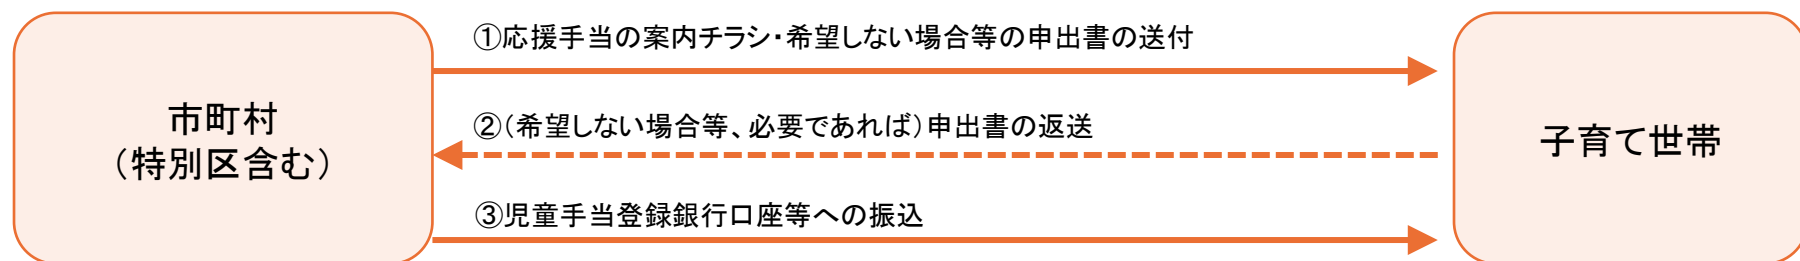 市町村
（特別区含む）
①応援手当の案内チラシ・希望しない場合等の申出書の送付
②（希望しない場合等、必要であれば）申出書の返送
③児童手当登録銀行口座等への振込
子育て世帯